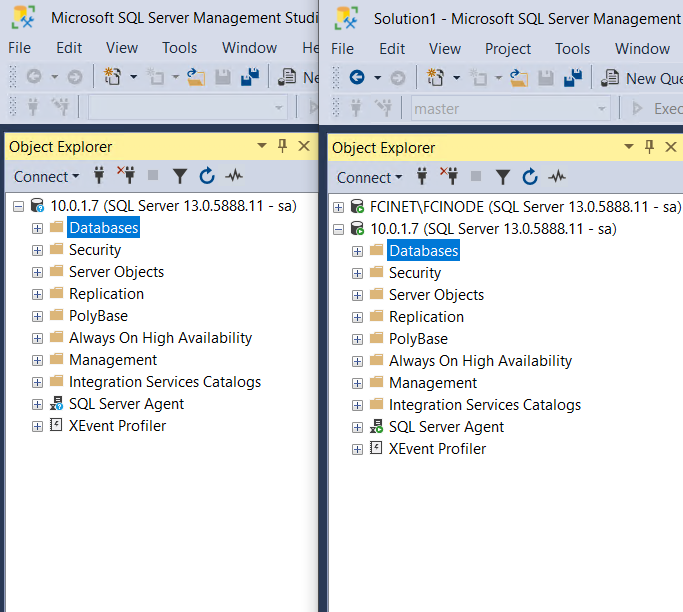 Microsoft SQL Server Management Studi
File Edit View Tools Window He
Ne
Object Explorer
Connect
10.0.1.7 (SQL Server 13.0.5888.11 - sa)
Databases
Security
Server Objects
Replication
PolyBase
Always On High Availability
Management
Integration Services Catalogs
SQL Server Agent
XEvent Profiler
Solution1 - Microsoft SQL Server Management
File Edit View Project Tools Window
New Que
master Exec
Object Explorer
Connect
FCINET\FCINODE (SQL Server 13.0.5888.11 - sa)
10.0.1.7 (SQL Server 13.0.5888.11 - sa)
Databases
Security
Server Objects
Replication
PolyBase
Always On High Availability
Management
Integration Services Catalogs
SQL Server Agent
XEvent Profiler